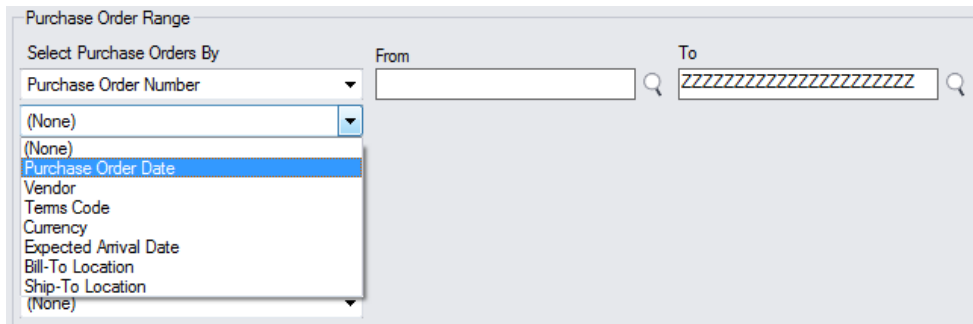 Purchase Order Range
Select Purchase Orders By From To
Purchase Order Number ZZZZZZZZZZZZZZZZZZZZZZ
(None)
(None)
Purchase Order Date
Vendor
Terms Code
Currency
Expected Arrival Date
Bill-To Location
Ship-To Location
(None)